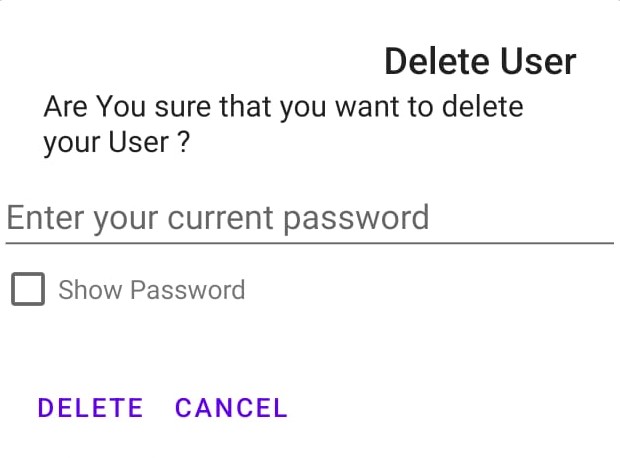 Delete User
Are You sure that you want to delete
your User ?
Enter your current password
Show Password
DELETE CANCEL